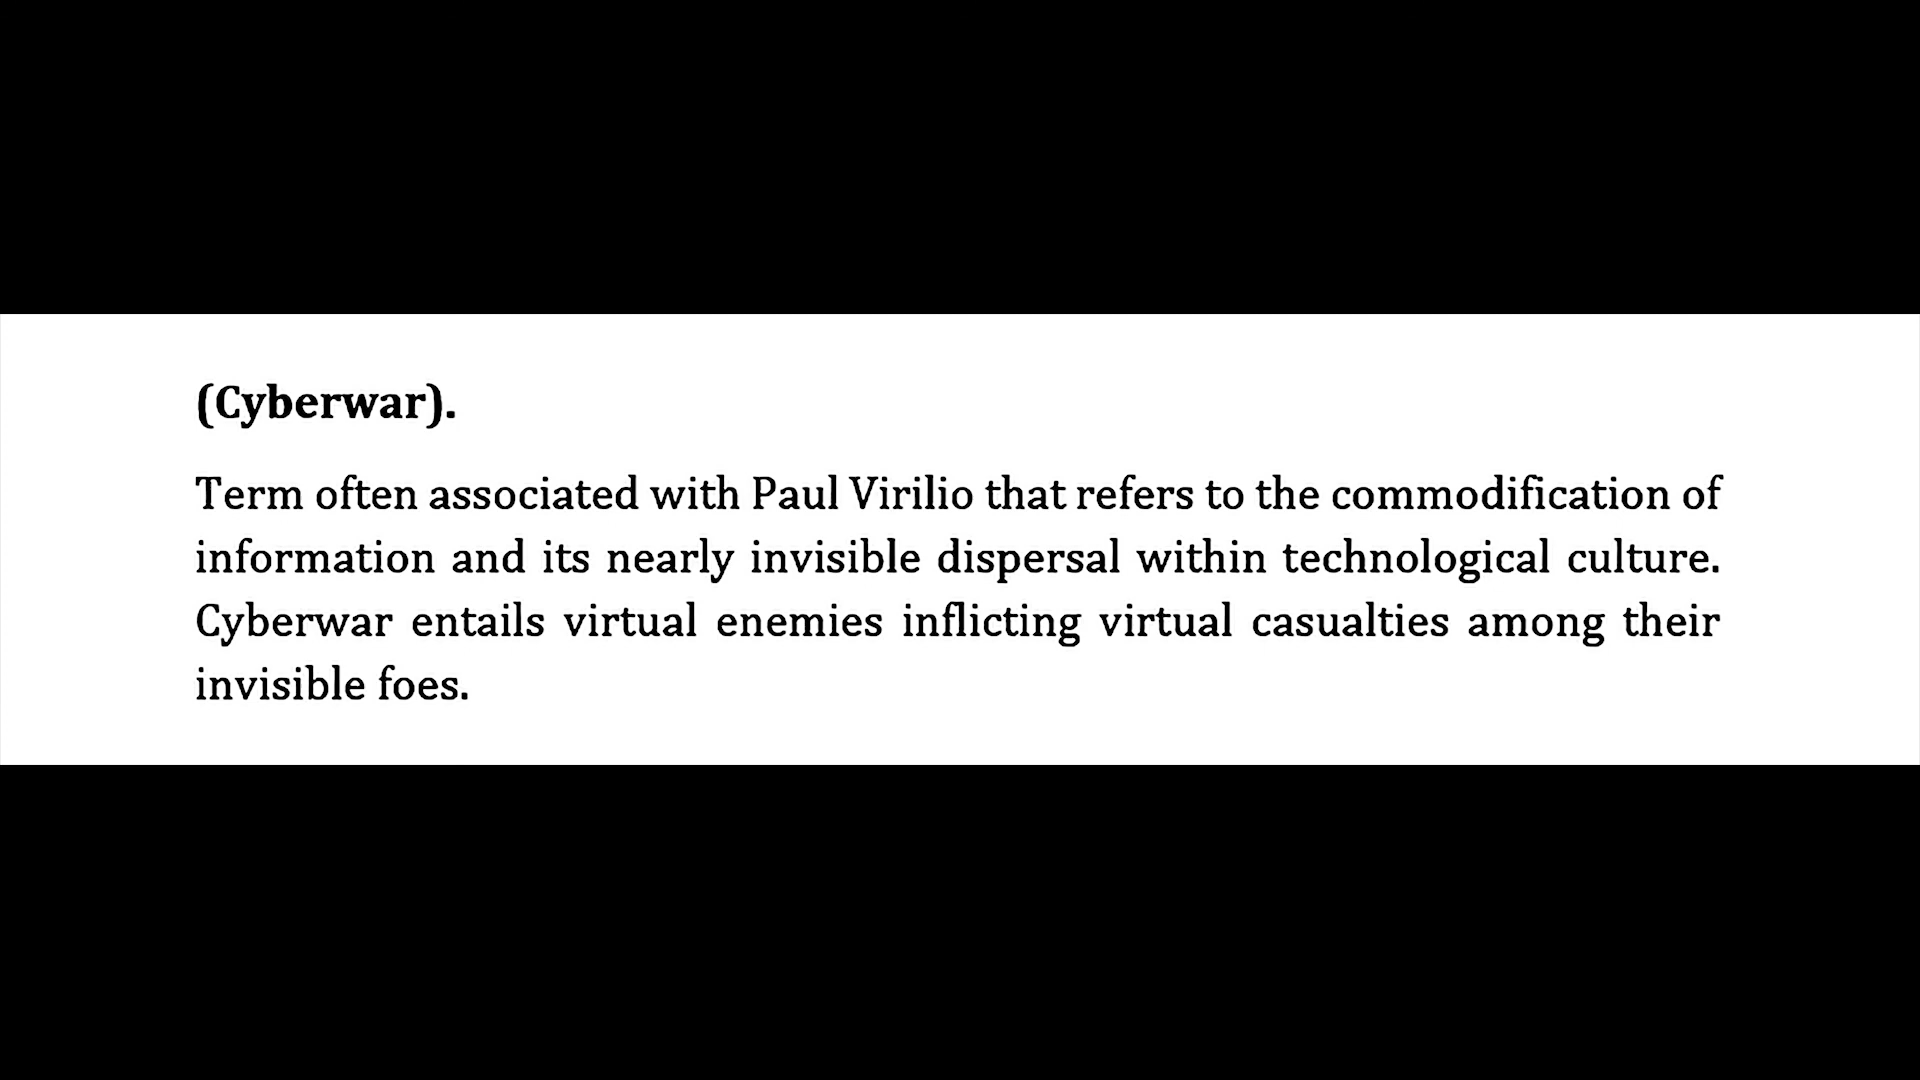 (Cyberwar).
Term often associated with Paul Virilio that refers to the commodification of
information and its nearly invisible dispersal within technological culture.
Cyberwar entails virtual enemies inflicting virtual casualties among their
invisible foes.